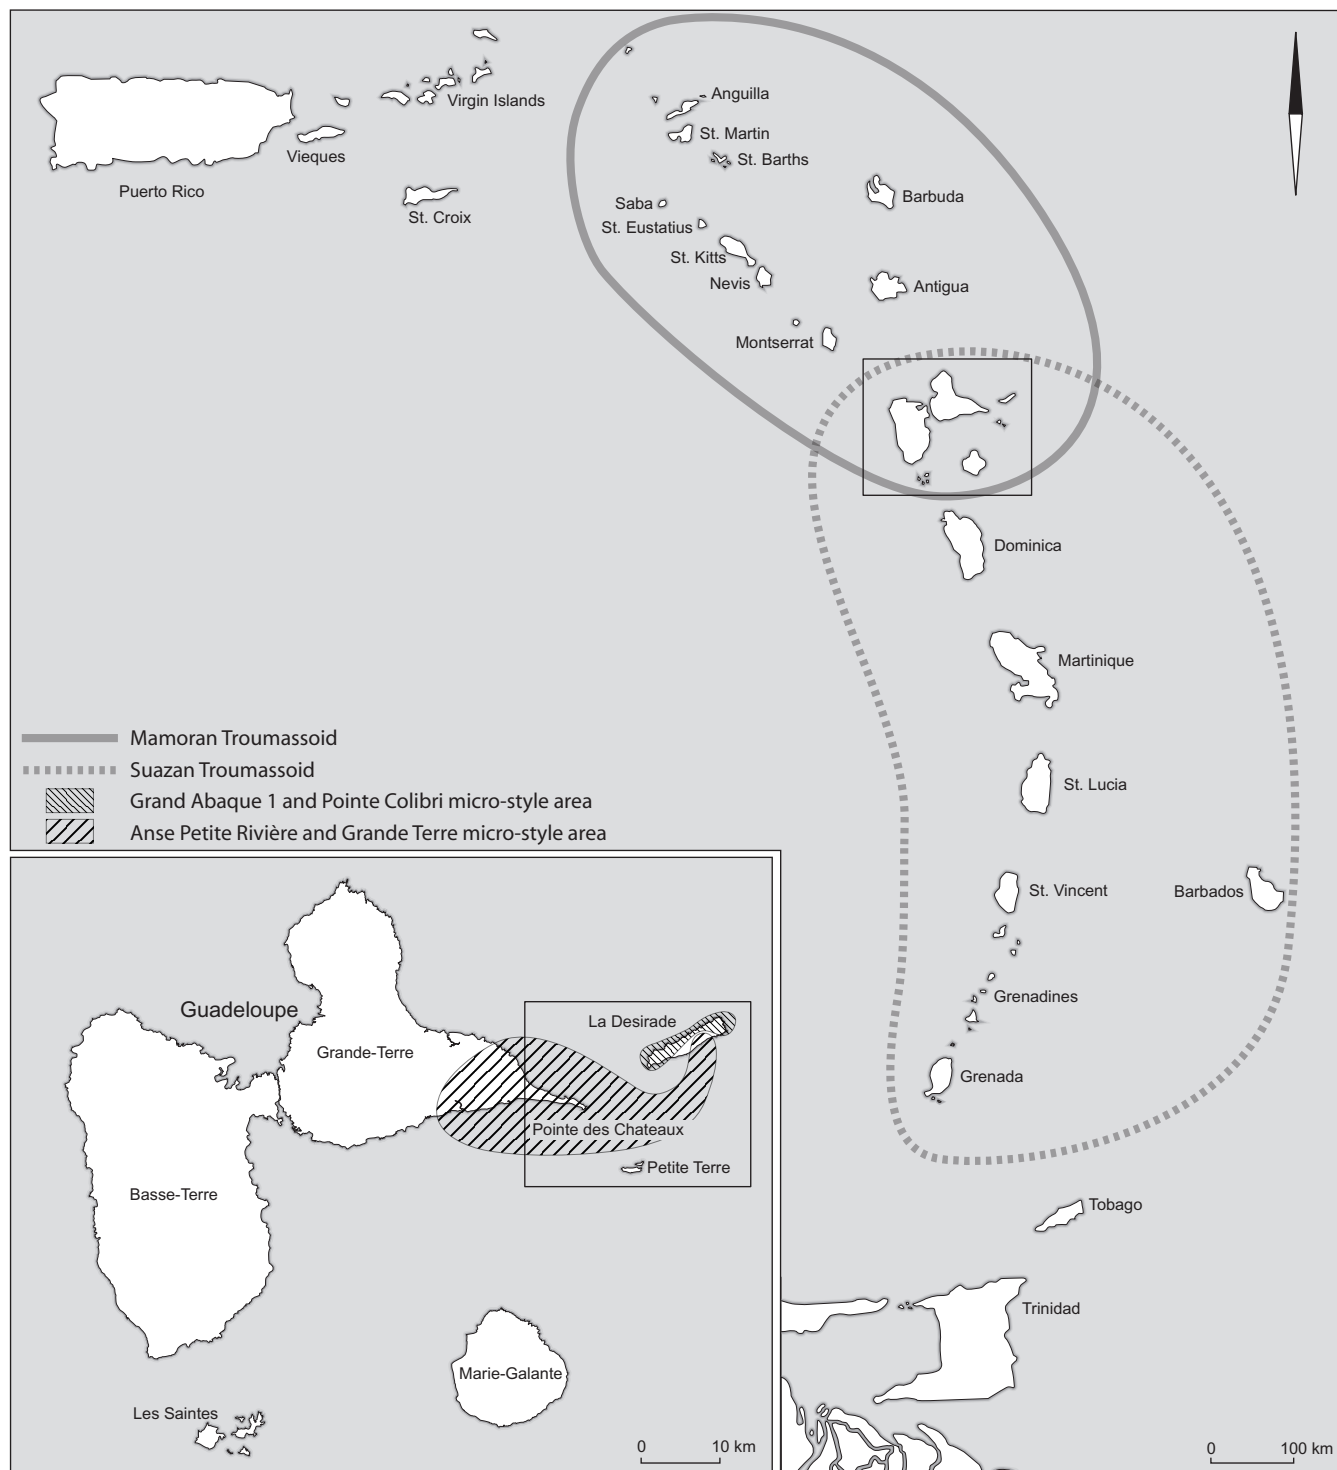 Virgin Islands
Anguilla
St. Martin
St. Barths
Vieques
Puerto Rico
St. Croix
Saba
St. Eustatius
St. Kitts
Nevis
Barbuda
Antigua
Montserrat
Dominica
Martinique
St. Lucia
St. Vincent
Barbados
Grenadines
Grenada
Tobago
Trinidad
0 100 km
Mamoran Troumassoid
Suazan Troumassoid
Grand Abaque 1 and Pointe Colibri micro-style area
Anse Petite Rivière and Grande Terre micro-style area
Guadeloupe
La Desirade
Grande-Terre
Pointe des Chateaux
Petite Terre
Basse-Terre
Marie-Galante
Les Saintes
0 10 km